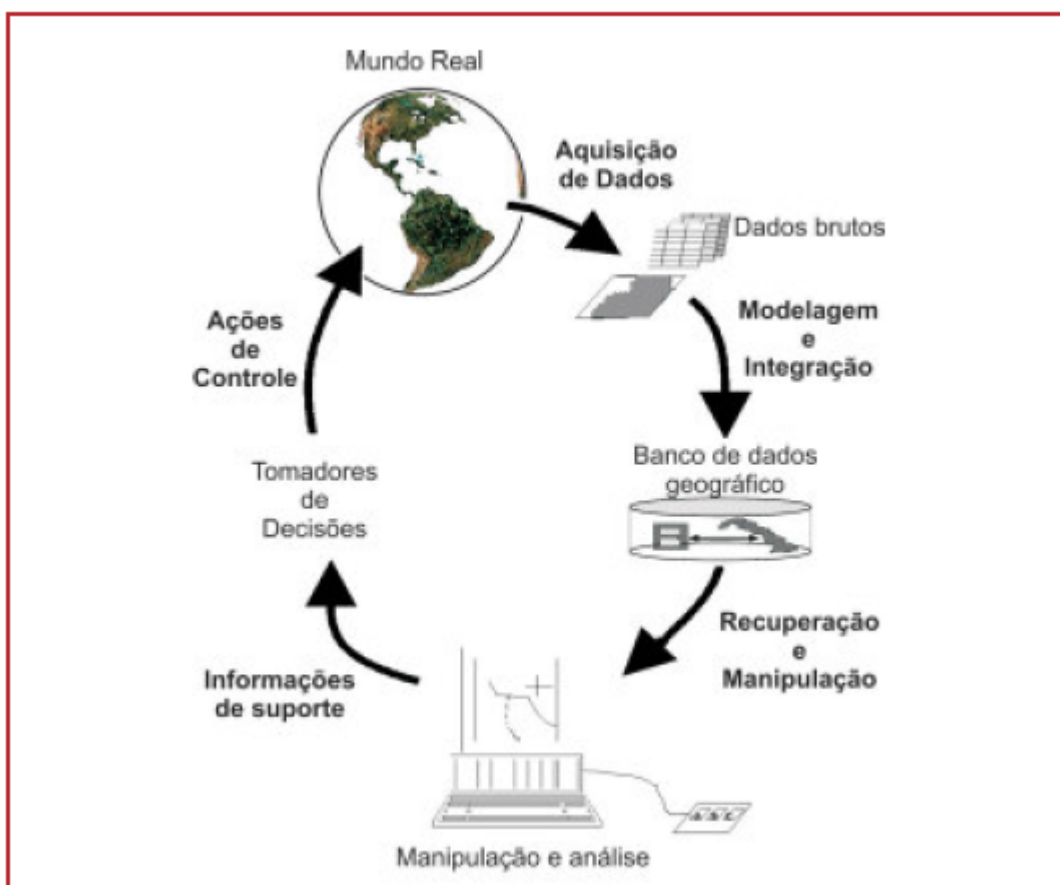 Mundo Real
Aquisição
de Dados
Dados brutos
Modelagem
e
Integração
Banco de dados
geográfico
Recuperação
e
Manipulação
Manipulação e análise
Informações
de suporte
Tomadores
de
Decisões
Ações
de
Controle